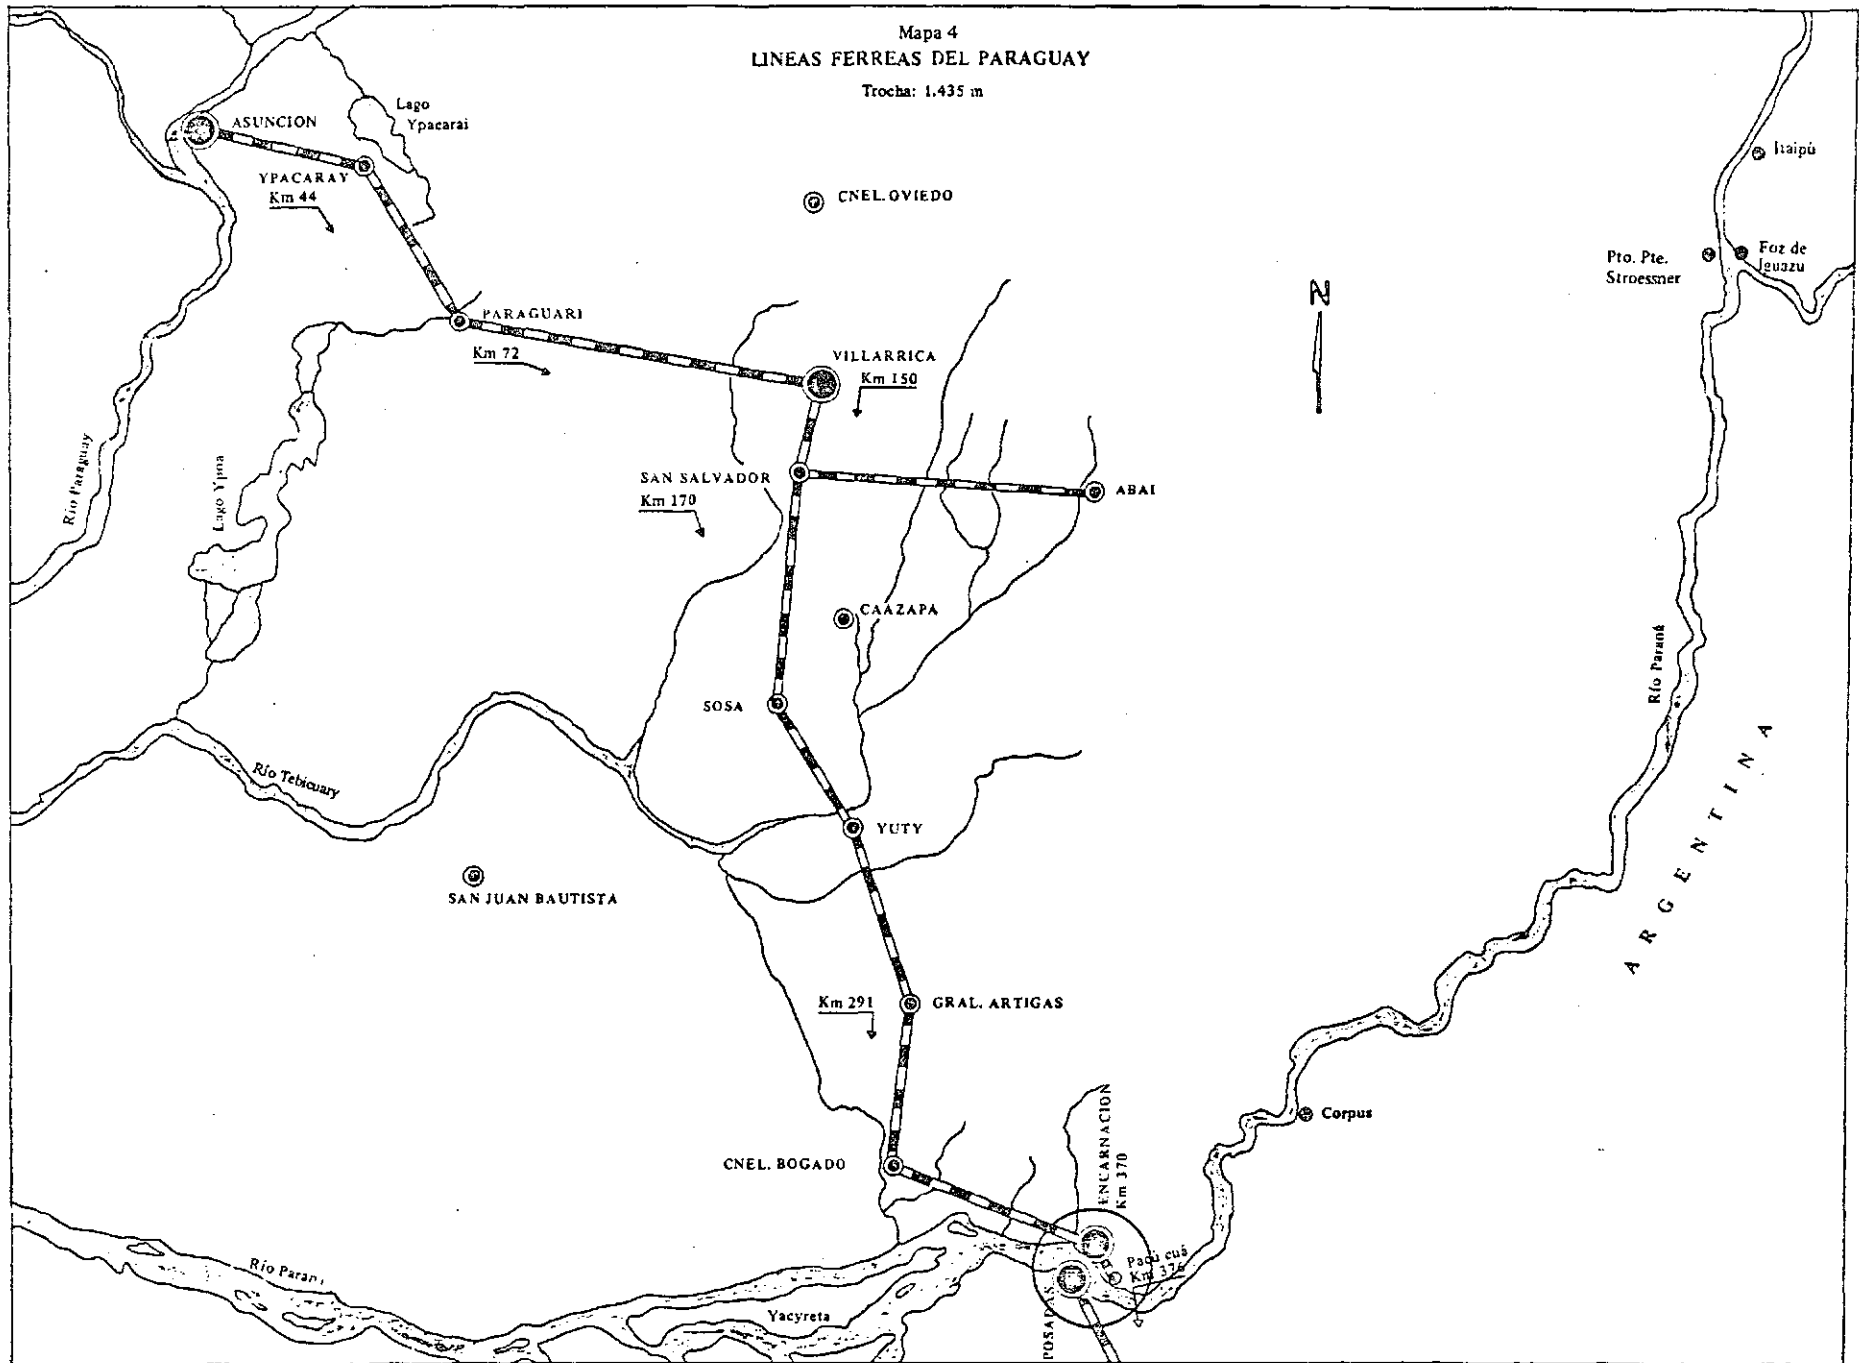 Mapa 4
LINEAS FERREAS DEL PARAGUAY
Trocha: 1.435 m
Lago
Ypacarai
ASUNCION
YPACARAY
Km 44
CNEL. OVIEDO
Itaipú
Pto. Pte.
Stroessner
Foz de
Iguazu
N
PARAGUARI
Km 72
VILLARRICA
Km 150
Río Paraguay
Lago Ypoa
SAN SALVADOR
Km 170
ABAI
CAAZAPA
SOSA
Río Paraná
ARGENTINA
Río Tebicuary
YUTY
SAN JUAN BAUTISTA
Km 291
GRAL. ARTIGAS
Corpus
CNEL. BOGADO
ENCARNACION
Km 370
Pacú cuá
Km 376
POSADAS
Río Paraná
Yacyreta